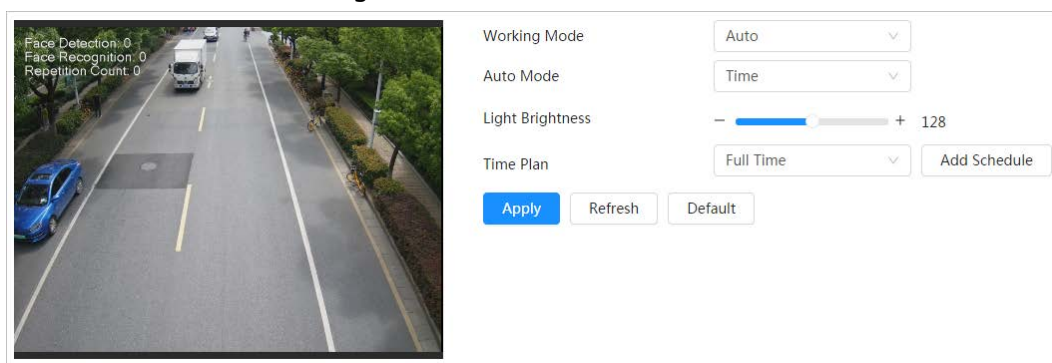 Face Detection: 0
Face Recognition: 0
Repetition Count: 0
Working Mode Auto
Auto Mode Time
Light Brightness − + 128
Time Plan Full Time Add Schedule
Apply Refresh Default